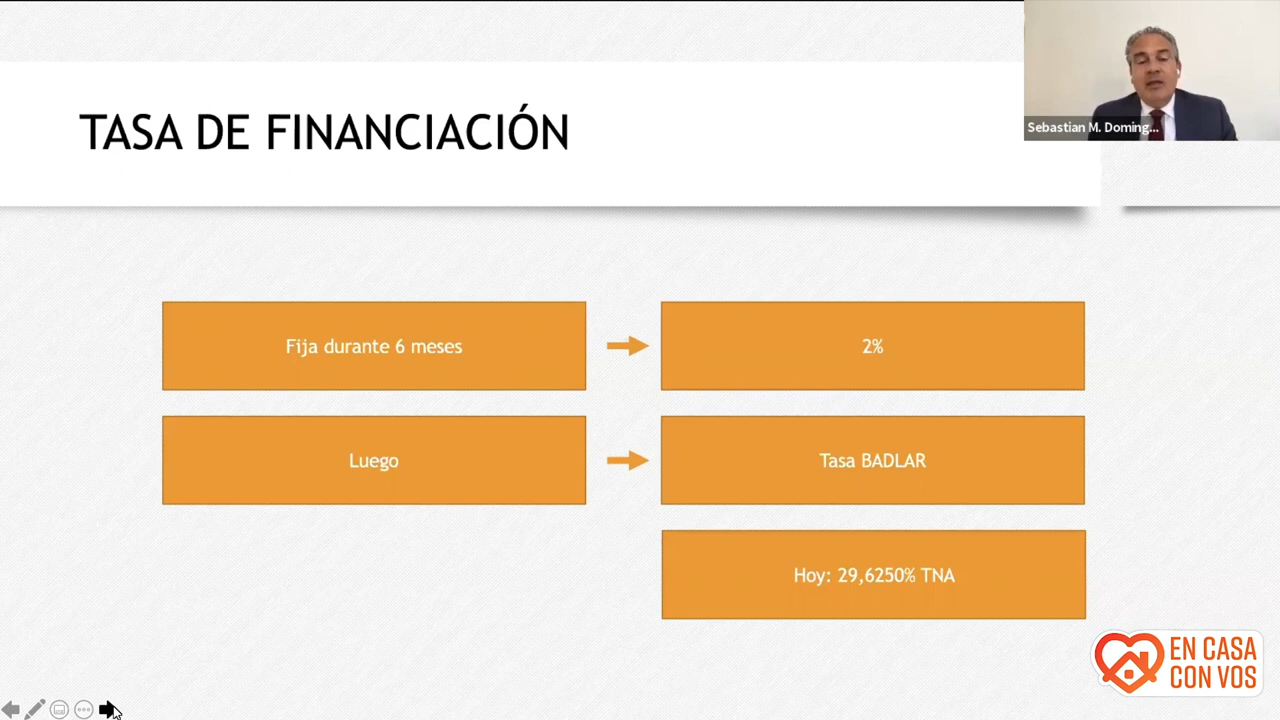 TASA DE FINANCIACIÓN
Sebastian M. Doming...
Fija durante 6 meses
2%
Luego
Tasa BADLAR
Hoy: 29,6250% TNA
EN CASA
CON VOS